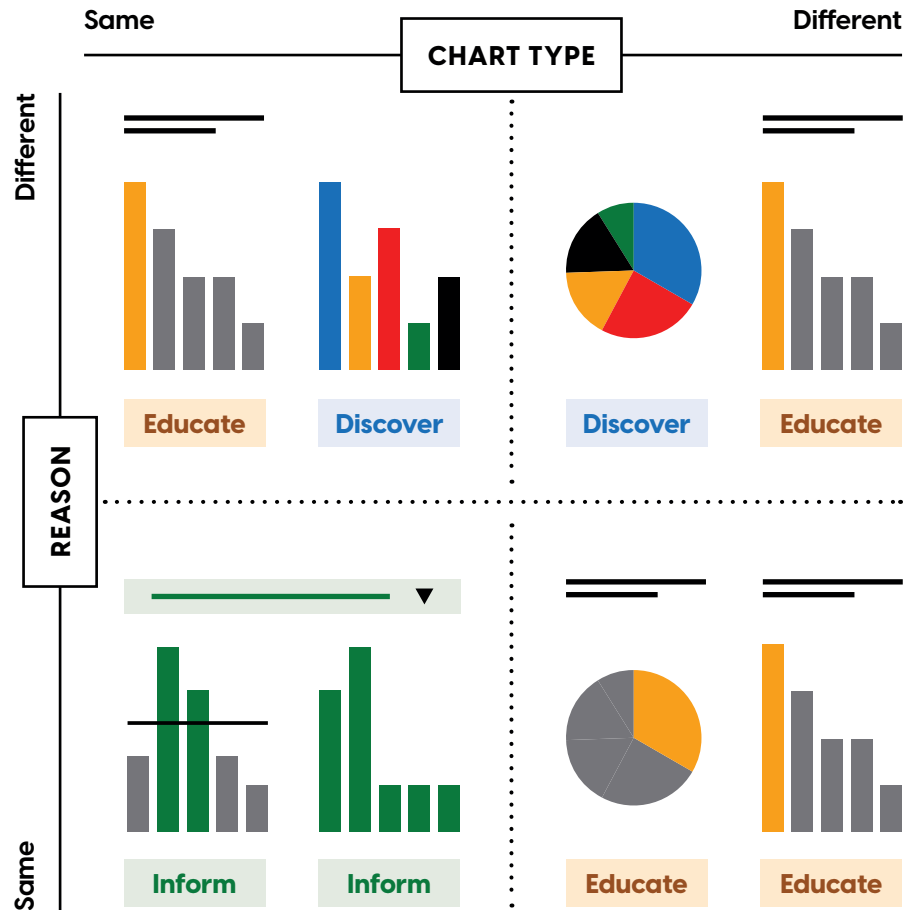 Same
Different
CHART TYPE
Different
Educate
Discover
Discover
Educate
REASON
Inform
Inform
Educate
Educate
Same